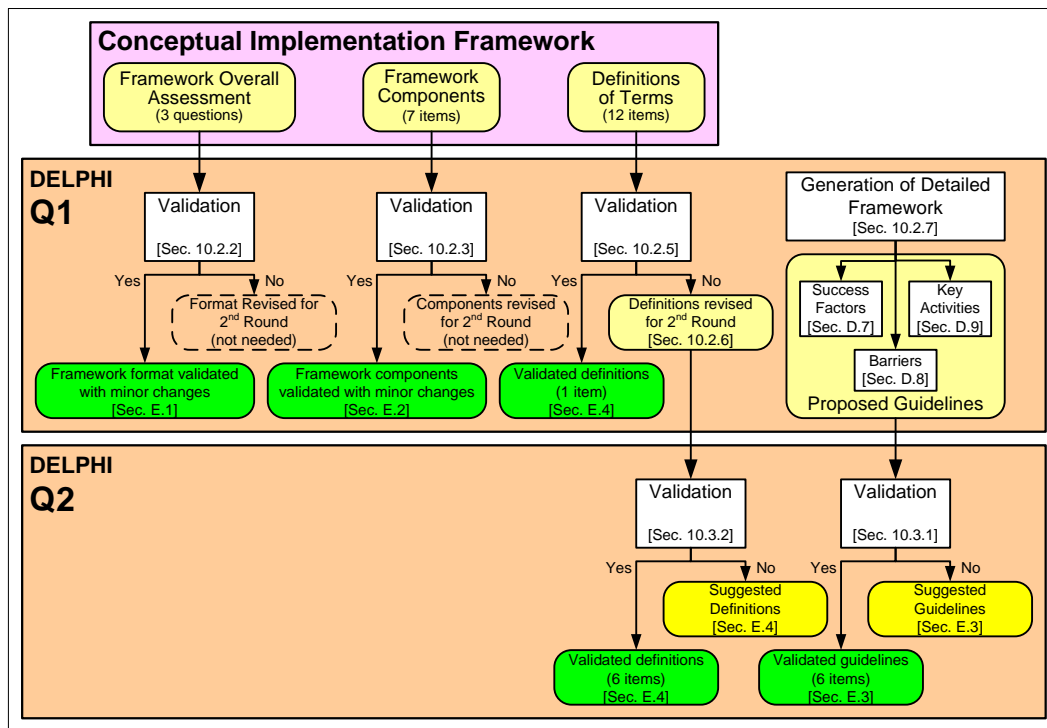 Conceptual Implementation Framework
Framework Overall
Assessment
(3 questions)
Framework
Components
(7 items)
Definitions
of Terms
(12 items)
DELPHI
Q1
Validation
[Sec. 10.2.2]
Validation
[Sec. 10.2.3]
Validation
[Sec. 10.2.5]
Generation of Detailed
Framework
[Sec. 10.2.7]
Yes
No
Yes
No
Yes
No
Format Revised for
2nd Round
(not needed)
Components revised
for 2nd Round
(not needed)
Definitions revised
for 2nd Round
[Sec. 10.2.6]
Success
Factors
[Sec. D.7]
Key
Activities
[Sec. D.9]
Barriers
[Sec. D.8]
Proposed Guidelines
Framework format validated
with minor changes
[Sec. E.1]
Framework components
validated with minor changes
[Sec. E.2]
Validated definitions
(1 item)
[Sec. E.4]
DELPHI
Q2
Validation
[Sec. 10.3.2]
Validation
[Sec. 10.3.1]
Yes
No
Yes
No
Suggested
Definitions
[Sec. E.4]
Suggested
Guidelines
[Sec. E.3]
Validated definitions
(6 items)
[Sec. E.4]
Validated guidelines
(6 items)
[Sec. E.3]